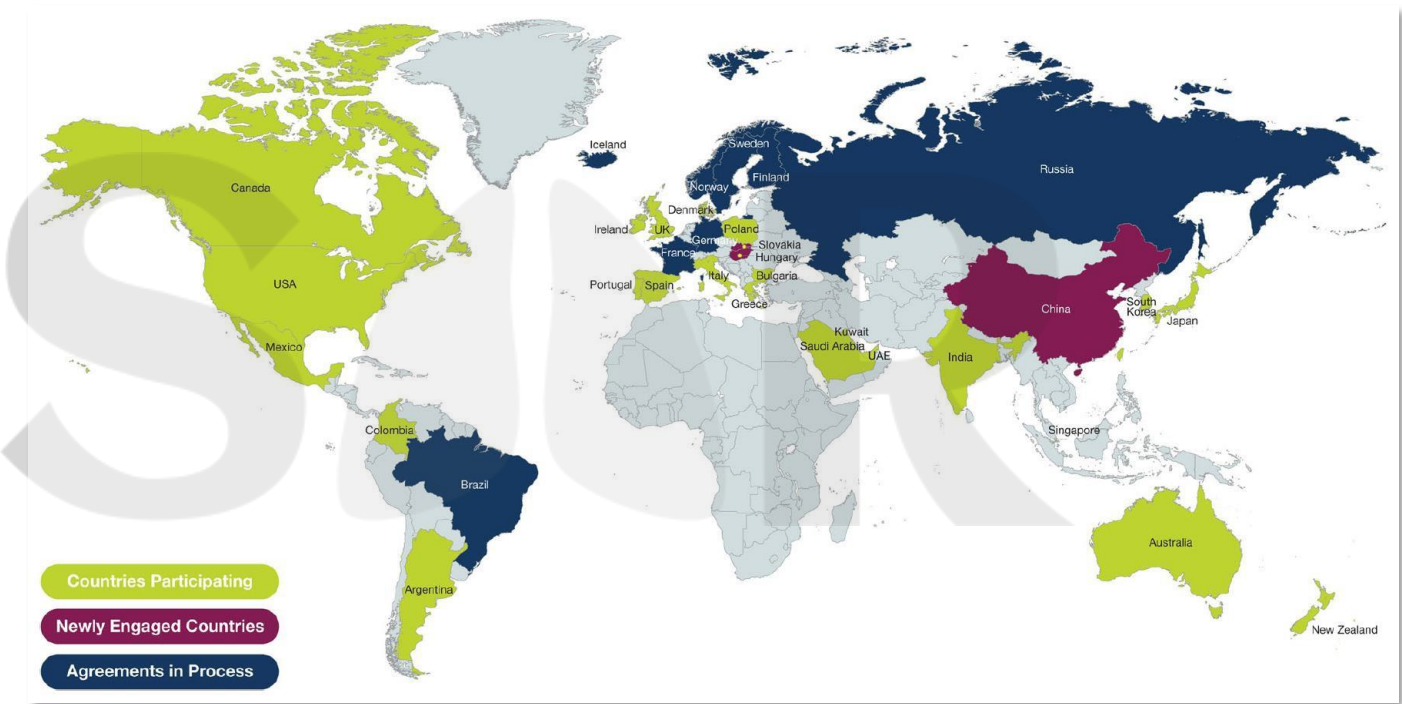 Iceland
Sweden
Finland
Norway
Russia
Canada
Denmark
Ireland
UK
Poland
Germany
Slovakia
France
Hungary
Italy
Bulgaria
Portugal
Spain
Greece
USA
Mexico
China
South
Korea
Japan
Kuwait
Saudi Arabia
UAE
India
Colombia
Singapore
Brazil
Australia
Argentina
New Zealand
Countries Participating
Newly Engaged Countries
Agreements in Process